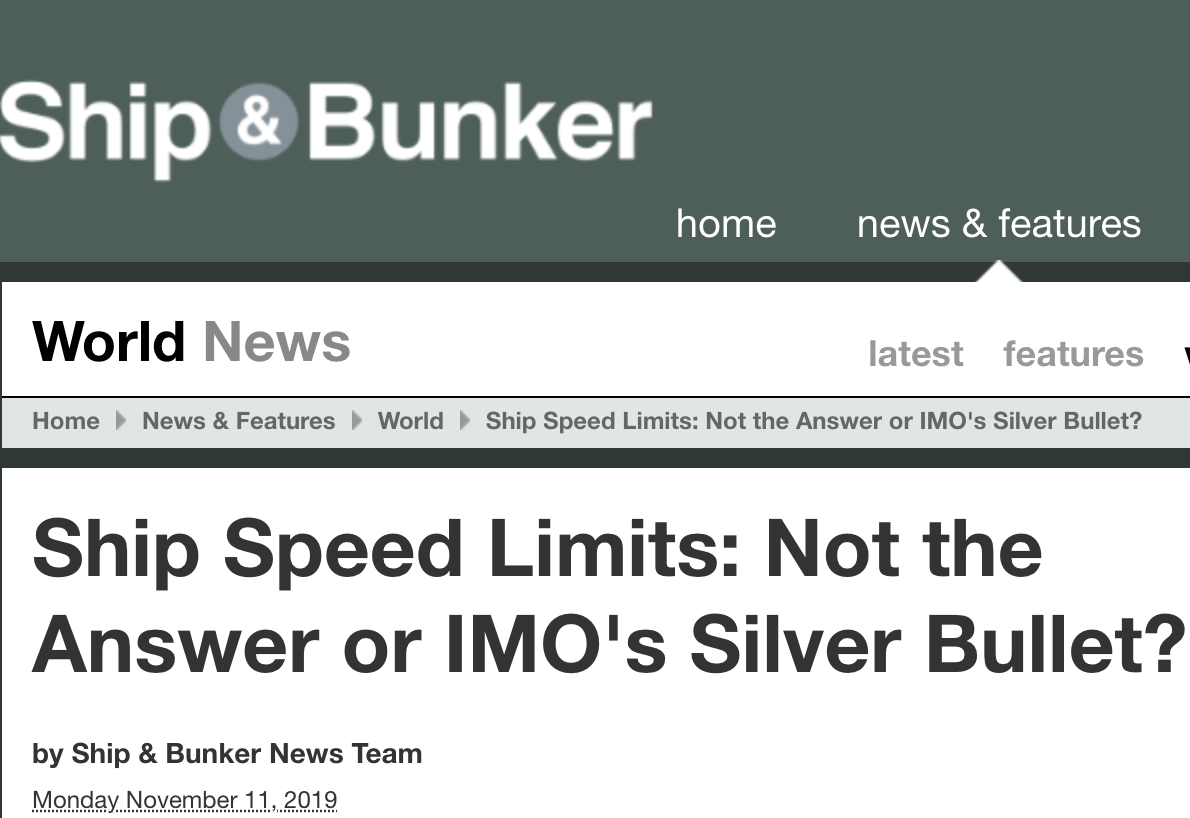 Ship & Bunker
home news & features
World News
latest features
Home News & Features World Ship Speed Limits: Not the Answer or IMO's Silver Bullet?
Ship Speed Limits: Not the
Answer or IMO's Silver Bullet?
by Ship & Bunker News Team
Monday November 11, 2019